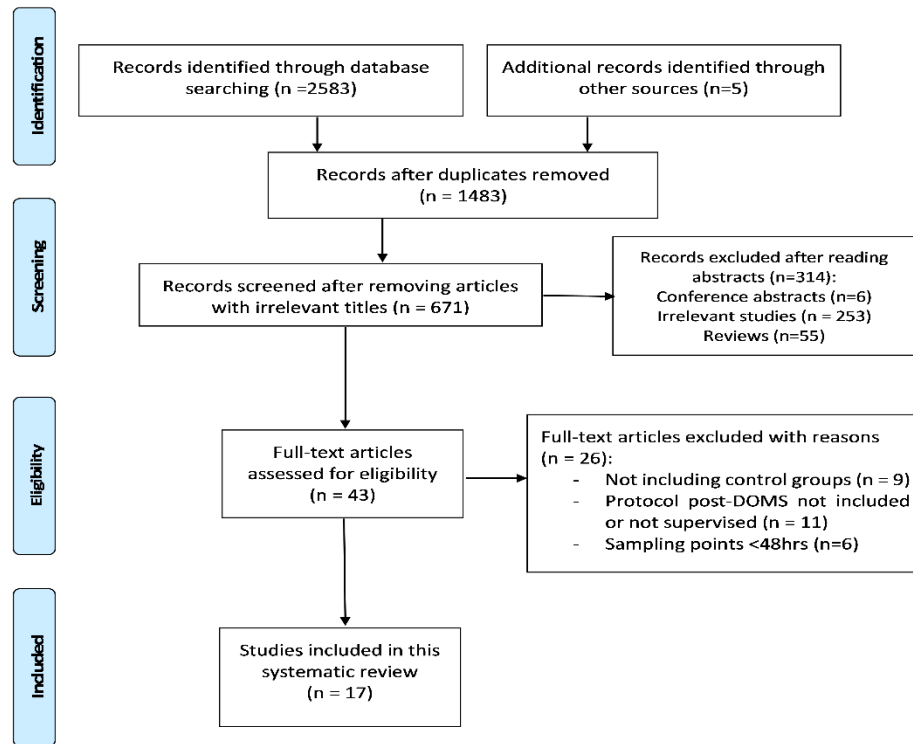 Identification
Records identified through database
searching (n =2583)
Additional records identified through
other sources (n=5)
Records after duplicates removed
(n = 1483)
Screening
Records screened after removing articles
with irrelevant titles (n = 671)
Records excluded after reading
abstracts (n=314):
Conference abstracts (n=6)
Irrelevant studies (n = 253)
Reviews (n=55)
Eligibility
Full-text articles
assessed for eligibility
(n = 43)
Full-text articles excluded with reasons
(n = 26):
- Not including control groups (n = 9)
- Protocol post-DOMS not included
or not supervised (n = 11)
- Sampling points <48hrs (n=6)
Included
Studies included in this
systematic review
(n = 17)